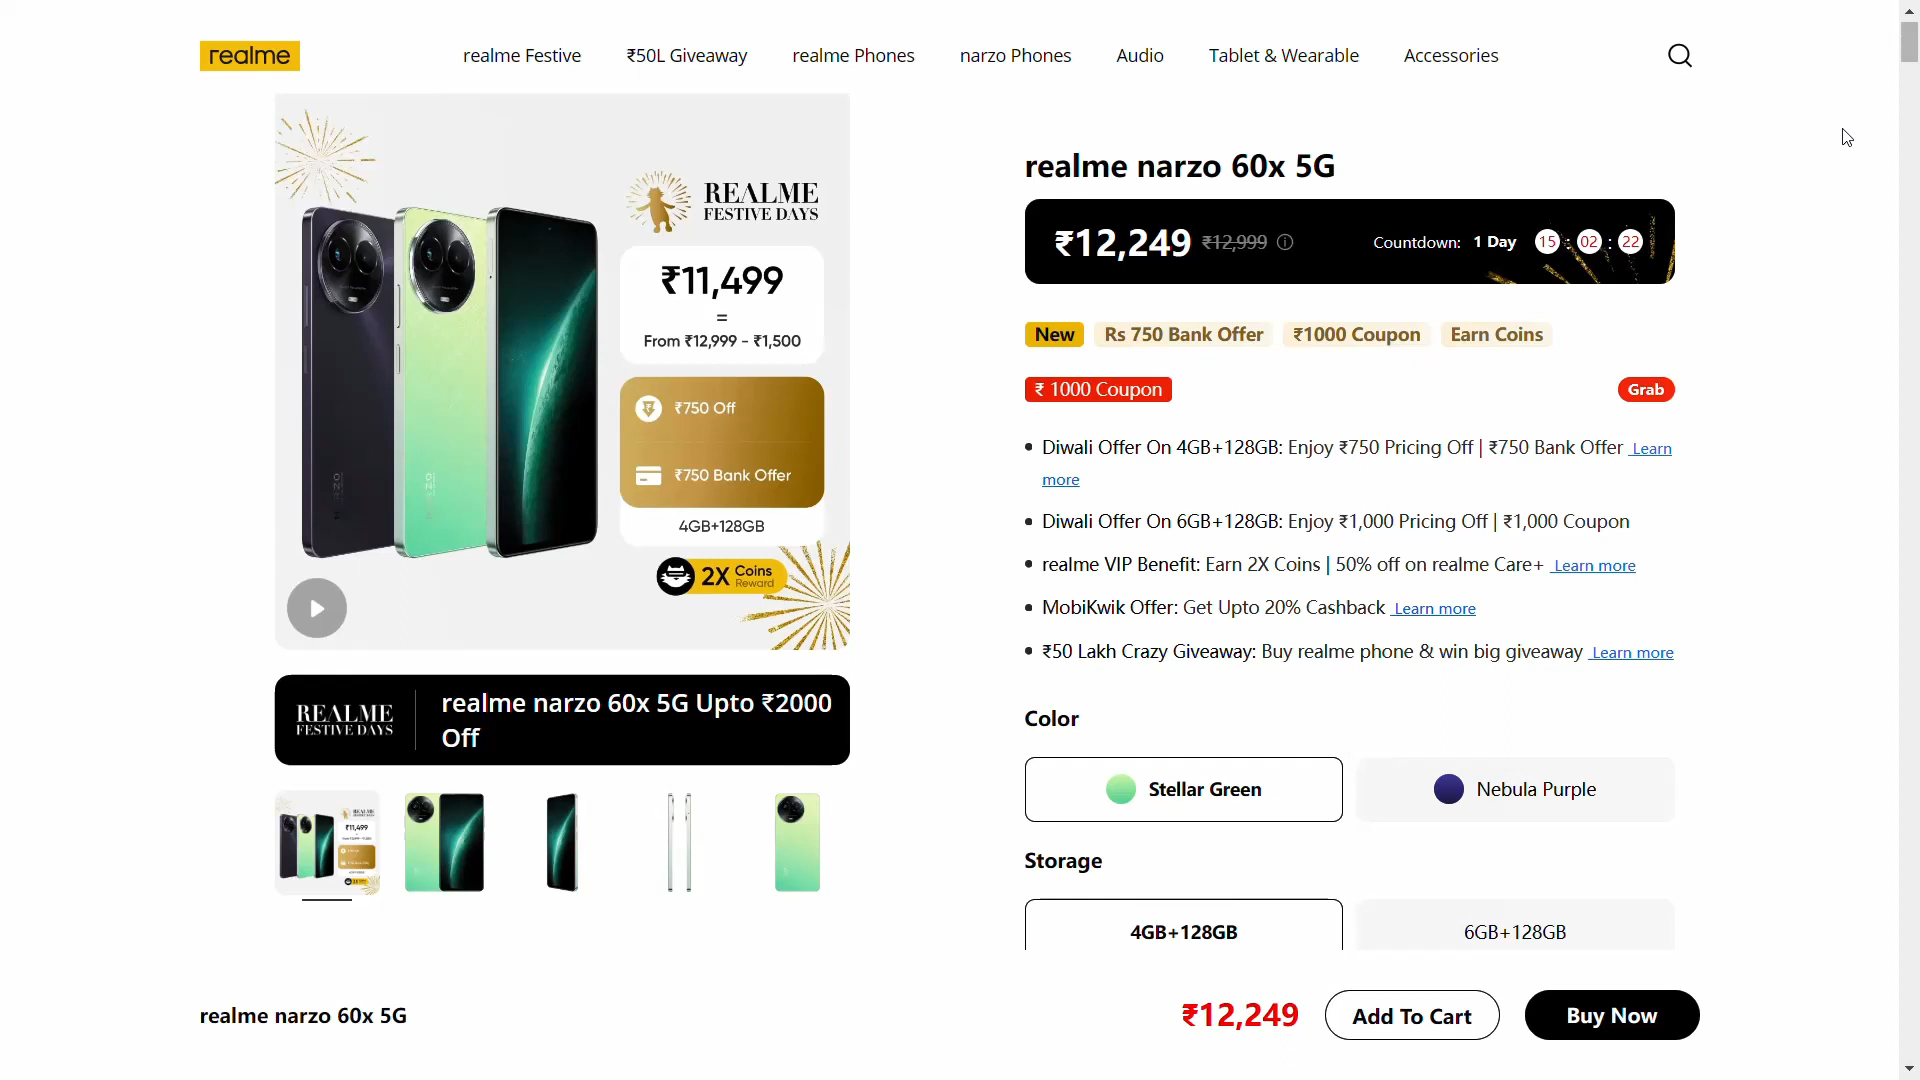 realme
realme Festive
₹50L Giveaway
realme Phones
narzo Phones
Audio
Tablet & Wearable
Accessories
REALME
FESTIVE DAYS
₹11,499
=
From ₹12,999 - ₹1,500
₹750 Off
₹750 Bank Offer
4GB+128GB
2X Coins
Reward
REALME
FESTIVE DAYS
realme narzo 60x 5G Upto ₹2000
Off
realme narzo 60x 5G
₹12,249 ₹12,999
Countdown: 1 Day 15 : 02 : 22
New
Rs 750 Bank Offer
₹1000 Coupon
Earn Coins
₹ 1000 Coupon
Grab
Diwali Offer On 4GB+128GB: Enjoy ₹750 Pricing Off | ₹750 Bank Offer Learn
more
Diwali Offer On 6GB+128GB: Enjoy ₹1,000 Pricing Off | ₹1,000 Coupon
realme VIP Benefit: Earn 2X Coins | 50% off on realme Care+ Learn more
MobiKwik Offer: Get Upto 20% Cashback Learn more
₹50 Lakh Crazy Giveaway: Buy realme phone & win big giveaway Learn more
Color
Stellar Green
Nebula Purple
Storage
4GB+128GB
6GB+128GB
realme narzo 60x 5G
₹12,249
Add To Cart
Buy Now